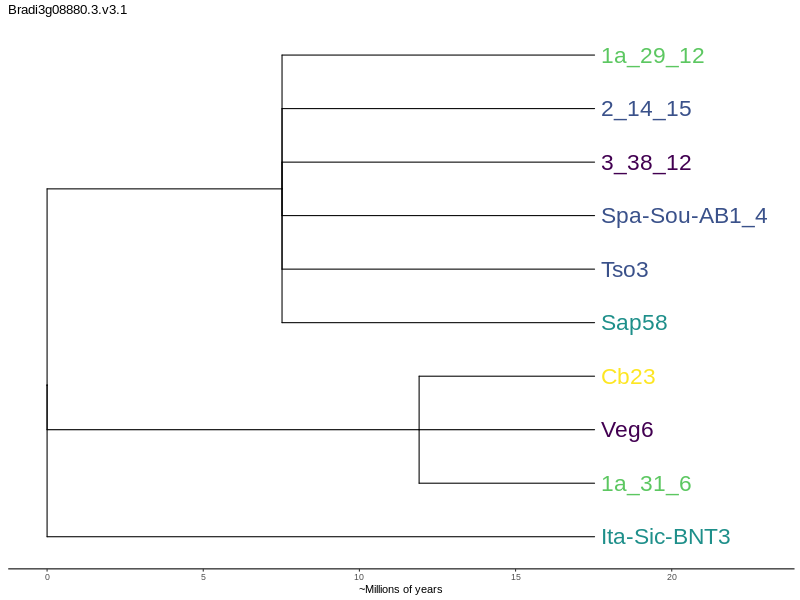 Bradi3g08880.3.v3.1
1a_29_12
2_14_15
3_38_12
Spa-Sou-AB1_4
Tso3
Sap58
Cb23
Veg6
1a_31_6
Ita-Sic-BNT3
0 5 10 15 20
~Millions of years